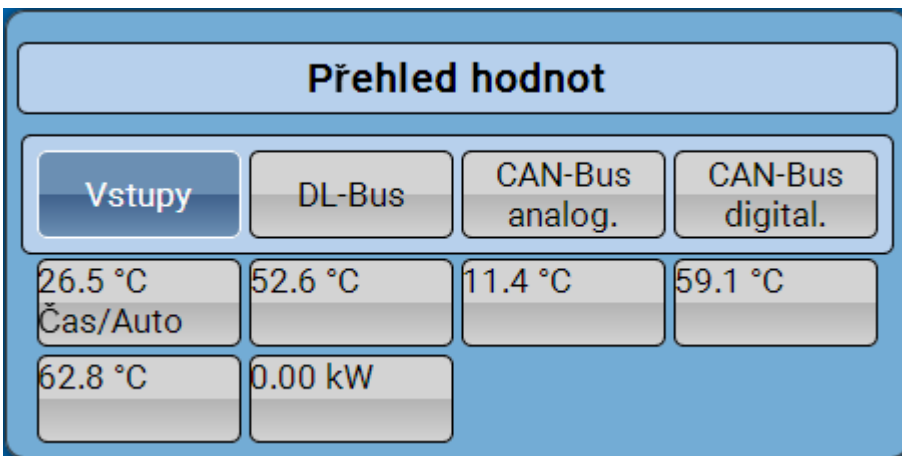 Přehled hodnot
Vstupy
DL-Bus
CAN-Bus
analog.
CAN-Bus
digital.
26.5 °C
Čas/Auto
52.6 °C
11.4 °C
59.1 °C
62.8 °C
0.00 kW